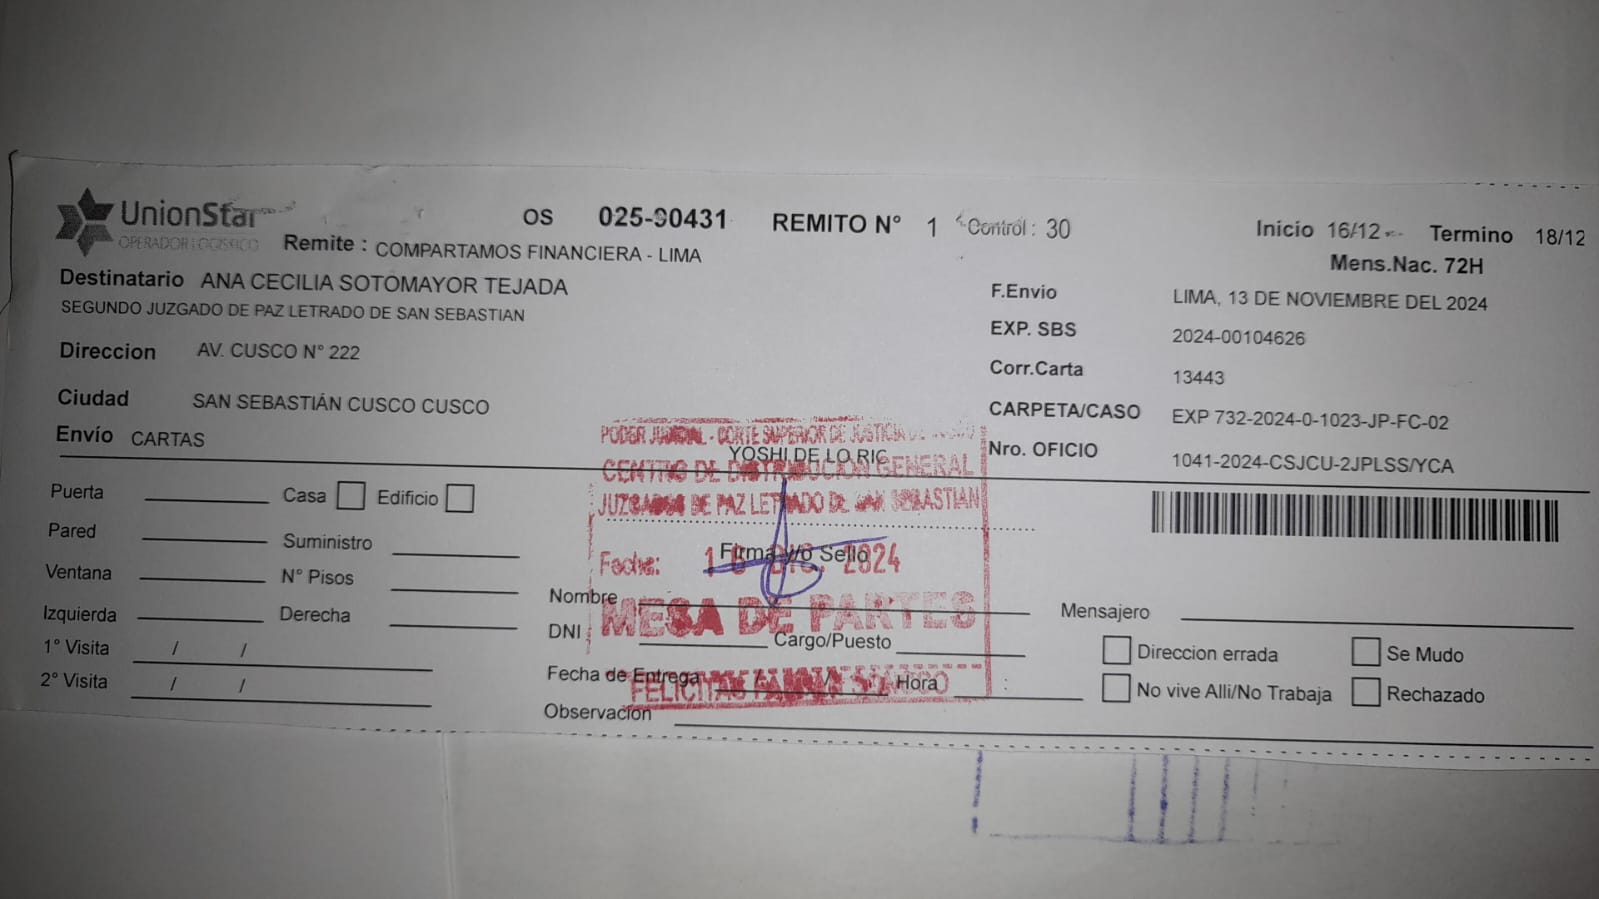 UnionStar OS 025-90431 REMITO N° 1 Control : 30 Inicio 16/12 Termino 18/12
OPERADOR LOGISTICO Remite : COMPARTAMOS FINANCIERA - LIMA Mens.Nac. 72H
Destinatario ANA CECILIA SOTOMAYOR TEJADA
SEGUNDO JUZGADO DE PAZ LETRADO DE SAN SEBASTIAN
Direccion AV. CUSCO N° 222
Ciudad SAN SEBASTIÁN CUSCO CUSCO
Envío CARTAS
F.Envio LIMA, 13 DE NOVIEMBRE DEL 2024
EXP. SBS 2024-00104626
Corr.Carta 13443
CARPETA/CASO EXP 732-2024-0-1023-JP-FC-02
Nro. OFICIO 1041-2024-CSJCU-2JPLSS/YCA
PODER JUDICIAL - CORTE SUPERIOR DE JUSTICIA DE
YOSHI DE LO RIC
CENTRO DE DISTRIBUCIÓN GENERAL
JUZGADOS DE PAZ LETRADO DE SAN SEBASTIAN
Fecha: DIC. 2024
MESA DE PARTES
FELICITAS
Puerta Casa Edificio
Pared Suministro
Ventana N° Pisos
Izquierda Derecha
1° Visita / /
2° Visita / /
Firma y/o Sello
Nombre
DNI Cargo/Puesto
Fecha de Entrega / / Hora :
Observación
Mensajero
Direccion errada Se Mudo
No vive Alli/No Trabaja Rechazado